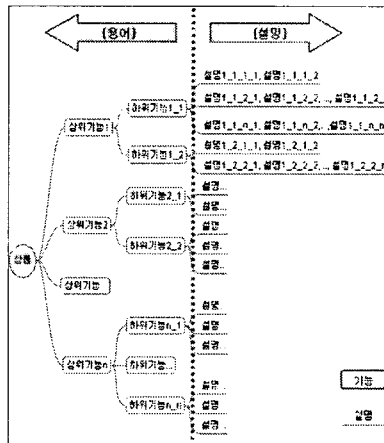 (용어) (설명)
설명1_1_1_1, 설명1_1_1_2
하위기능1_1 설명1_1_2_1, 설명1_1_2_2, ..., 설명1_1_2_
상위기능1 설명1_1_n_1, 설명1_1_n_2, ..설명1_1_n_m
하위기능1_2 설명1_2_1_1, 설명1_2_1_2
설명1_2_2_1, 설명1_2_2_2, ..., 설명1_2_2_n
하위기능2_1 설명...
설명...
상위기능2 설명
하위기능2_2 설명...
설명...
상품
상위기능
설명...
하위기능n_1 설명
설명...
상위기능n 하위기능...
설명...
하위기능n_n 설명
설명...
기능
설명